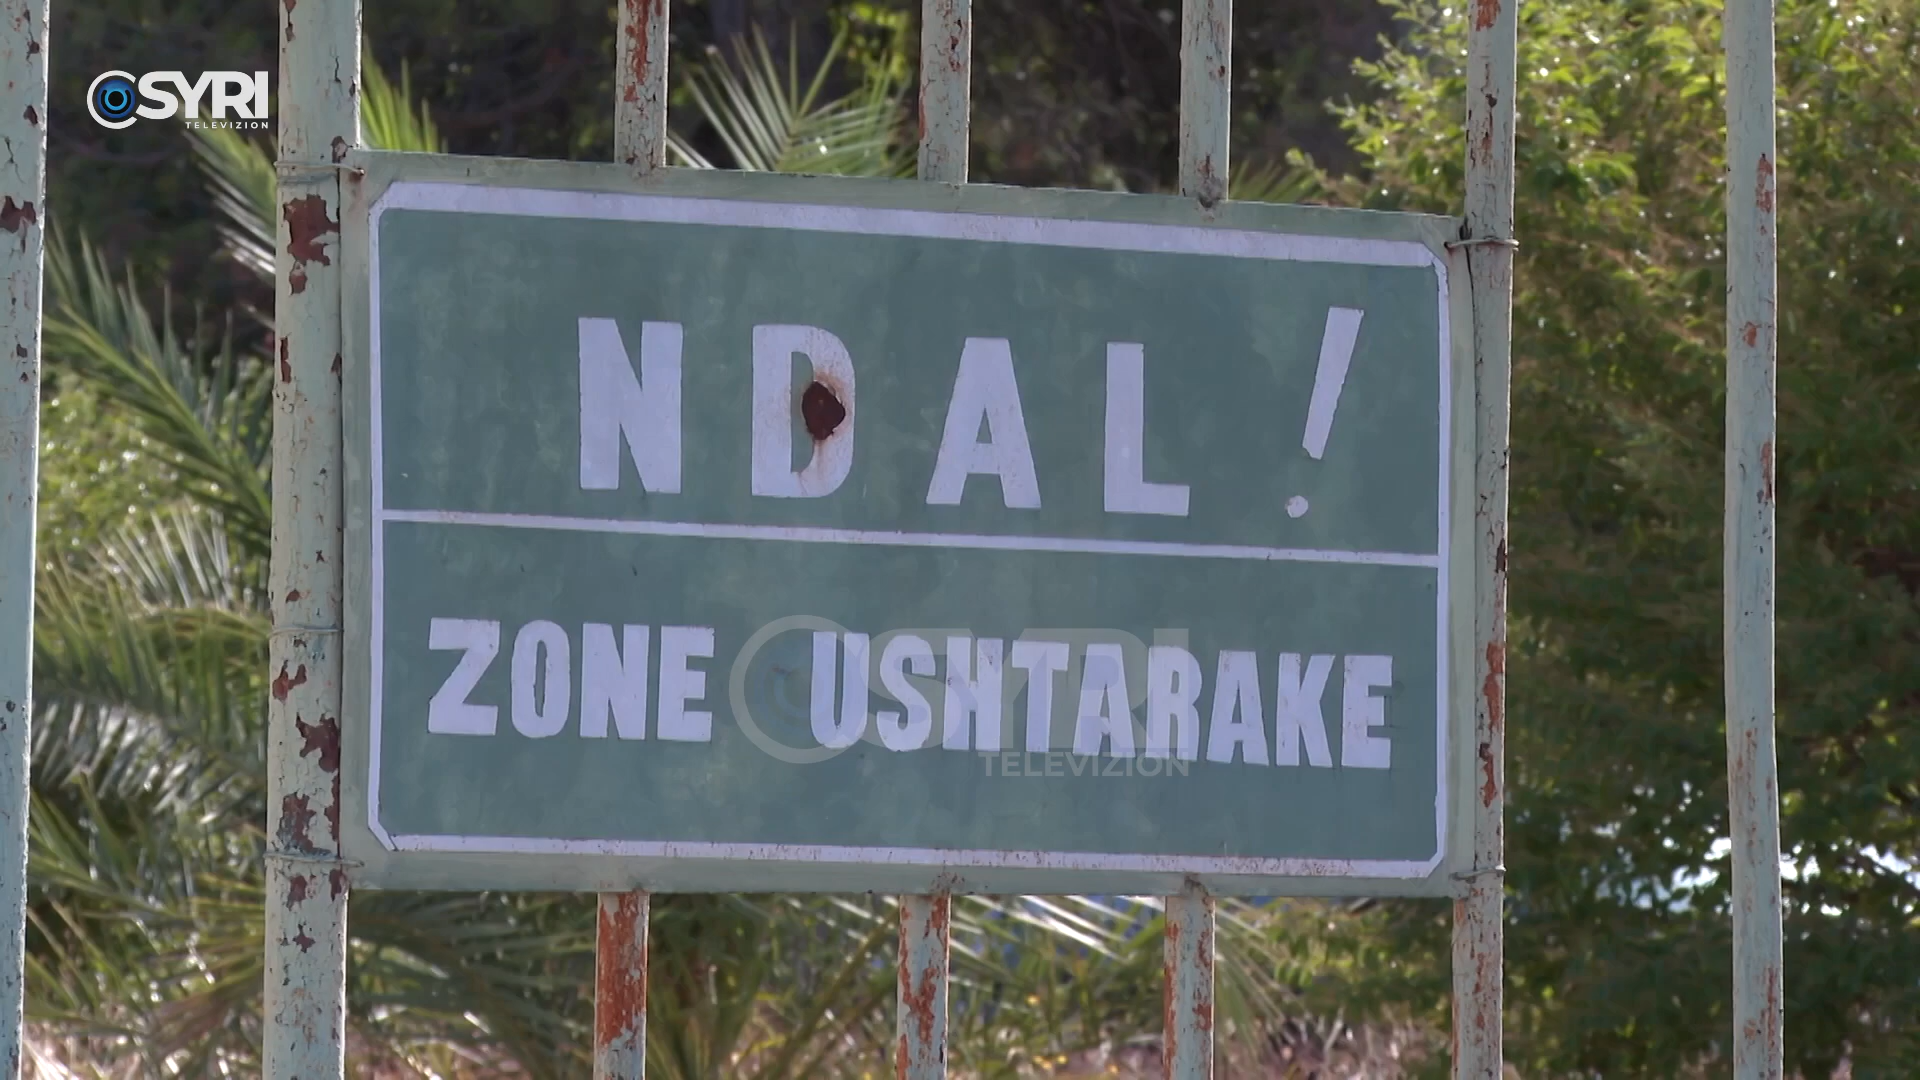 SYRI
TELEVIZION
NDAL!
ZONE USHTARAKE
SYRI
TELEVIZION